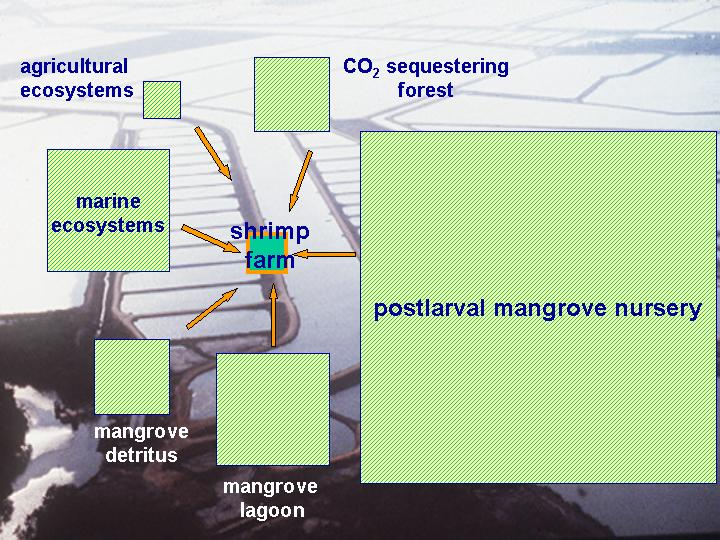 agricultural
ecosystems
CO₂ sequestering
forest
marine
ecosystems
shrimp
farm
postlarval mangrove nursery
mangrove
detritus
mangrove
lagoon